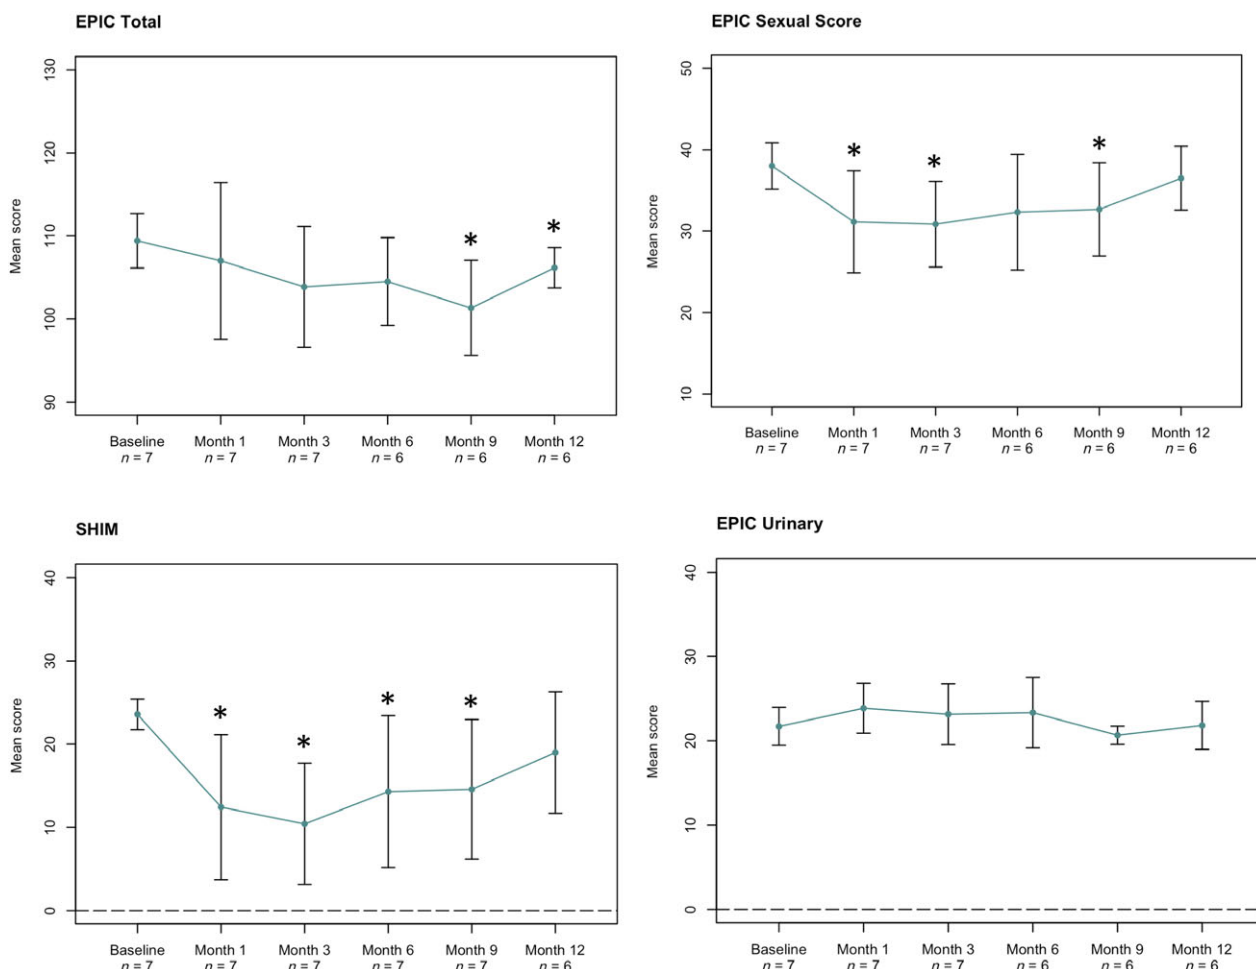 EPIC Total
130
120
110
100
90
Mean score
* *
Baseline Month 1 Month 3 Month 6 Month 9 Month 12
n = 7 n = 7 n = 7 n = 6 n = 6 n = 6
EPIC Sexual Score
50
40
30
20
10
Mean score
* * *
Baseline Month 1 Month 3 Month 6 Month 9 Month 12
n = 7 n = 7 n = 7 n = 6 n = 6 n = 6
SHIM
40
30
20
10
0
Mean score
* * * *
Baseline Month 1 Month 3 Month 6 Month 9 Month 12
n = 7 n = 7 n = 7 n = 7 n = 7 n = 6
EPIC Urinary
40
30
20
10
0
Mean score
Baseline Month 1 Month 3 Month 6 Month 9 Month 12
n = 7 n = 7 n = 7 n = 6 n = 6 n = 6